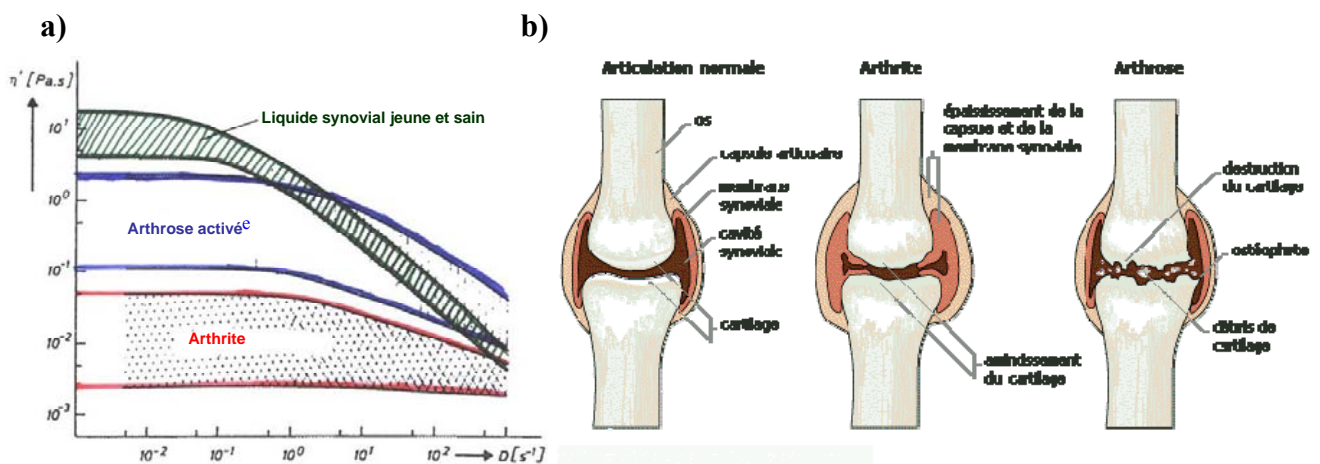 a)
η' [Pa.s]
10¹
10⁰
10⁻¹
10⁻²
10⁻³
Liquide synovial jeune et sain
Arthrose activée
Arthrite
10⁻² 10⁻¹ 10⁰ 10¹ 10² D[s⁻¹]
b)
Articulation normale
os
capsule articulaire
membrane
synoviale
cavité
synoviale
cartilage
Arthrite
épaississement de la
capsue et de la
membrane synoviale
amincissement
du cartilage
Arthrose
destruction
du cartilage
ostéophyte
débris de
cartilage